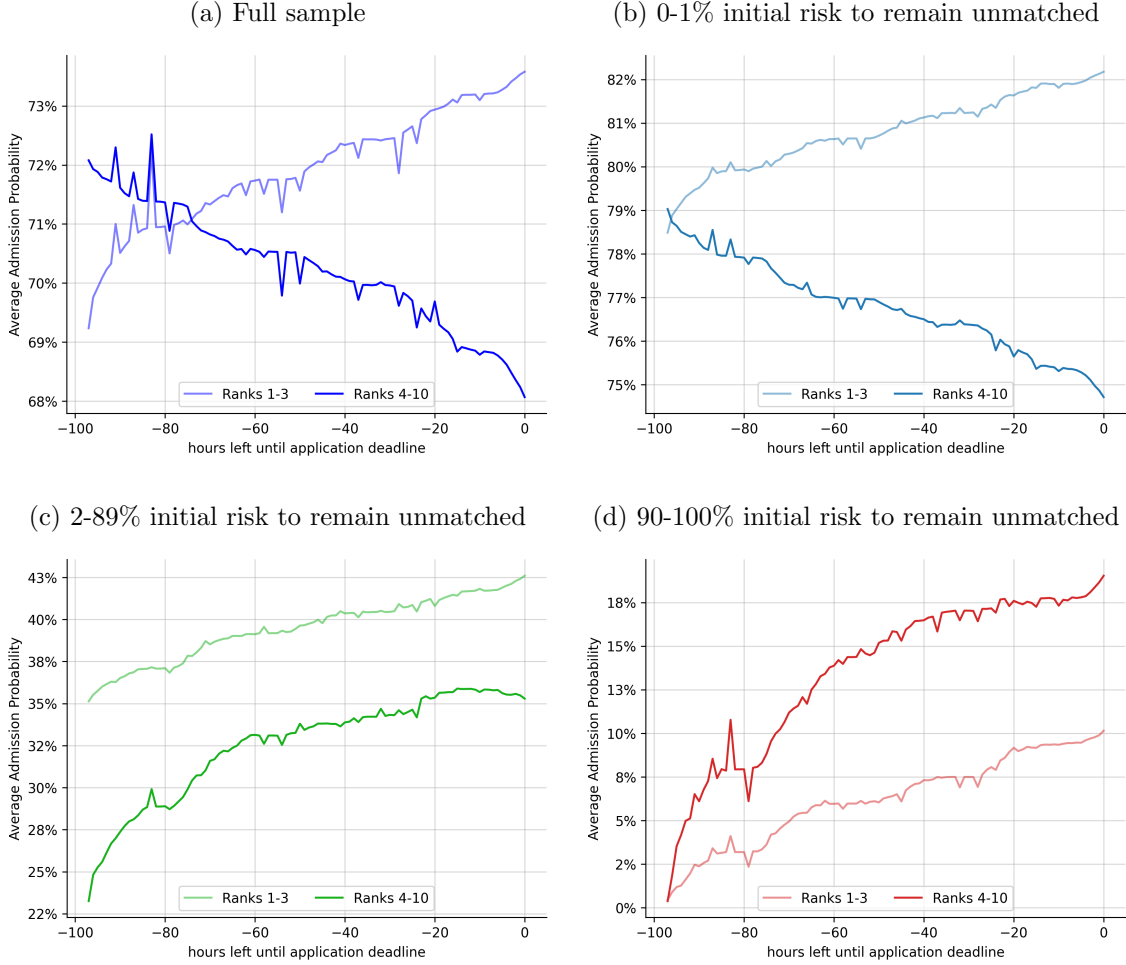 (a) Full sample
Average Admission Probability
73%
72%
71%
70%
69%
68%
Ranks 1-3
Ranks 4-10
−100
−80
−60
−40
−20
0
hours left until application deadline
(b) 0-1% initial risk to remain unmatched
Average Admission Probability
82%
81%
80%
79%
78%
77%
76%
75%
Ranks 1-3
Ranks 4-10
−100
−80
−60
−40
−20
0
hours left until application deadline
(c) 2-89% initial risk to remain unmatched
Average Admission Probability
43%
40%
38%
35%
32%
30%
28%
25%
22%
Ranks 1-3
Ranks 4-10
−100
−80
−60
−40
−20
0
hours left until application deadline
(d) 90-100% initial risk to remain unmatched
Average Admission Probability
18%
15%
13%
10%
8%
5%
2%
0%
Ranks 1-3
Ranks 4-10
−100
−80
−60
−40
−20
0
hours left until application deadline